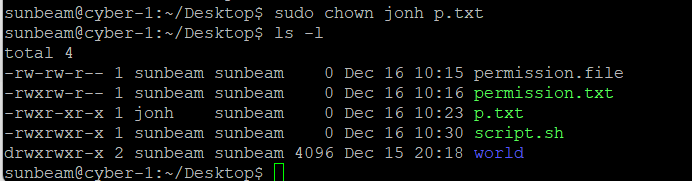 sunbeam@cyber-1:~/Desktop$ sudo chown jonh p.txt
sunbeam@cyber-1:~/Desktop$ ls -l
total 4
-rw-rw-r-- 1 sunbeam sunbeam    0 Dec 16 10:15 permission.file
-rwxrwxr-- 1 sunbeam sunbeam    0 Dec 16 10:16 permission.txt
-rwxr-xr-x 1 jonh    sunbeam    0 Dec 16 10:23 p.txt
-rwxrwxr-x 1 sunbeam sunbeam    0 Dec 16 10:30 script.sh
drwxrwxr-x 2 sunbeam sunbeam 4096 Dec 15 20:18 world
sunbeam@cyber-1:~/Desktop$